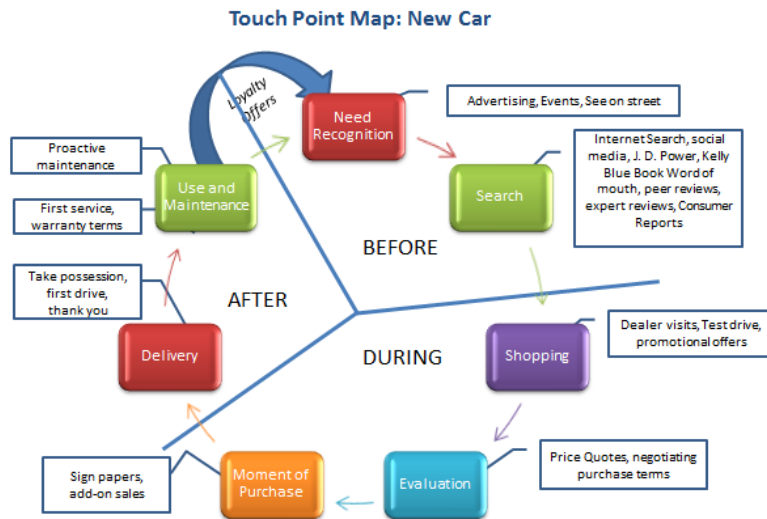 Touch Point Map: New Car
Loyalty
Offers
Need
Recognition
Advertising, Events, See on street
Internet Search, social
media, J. D. Power, Kelly
Blue Book Word of
mouth, peer reviews,
expert reviews, Consumer
Reports
Search
BEFORE
Proactive
maintenance
Use and
Maintenance
First service,
warranty terms
Take possession,
first drive,
thank you
AFTER
Delivery
DURING
Shopping
Dealer visits, Test drive,
promotional offers
Sign papers,
add-on sales
Moment of
Purchase
Evaluation
Price Quotes, negotiating
purchase terms